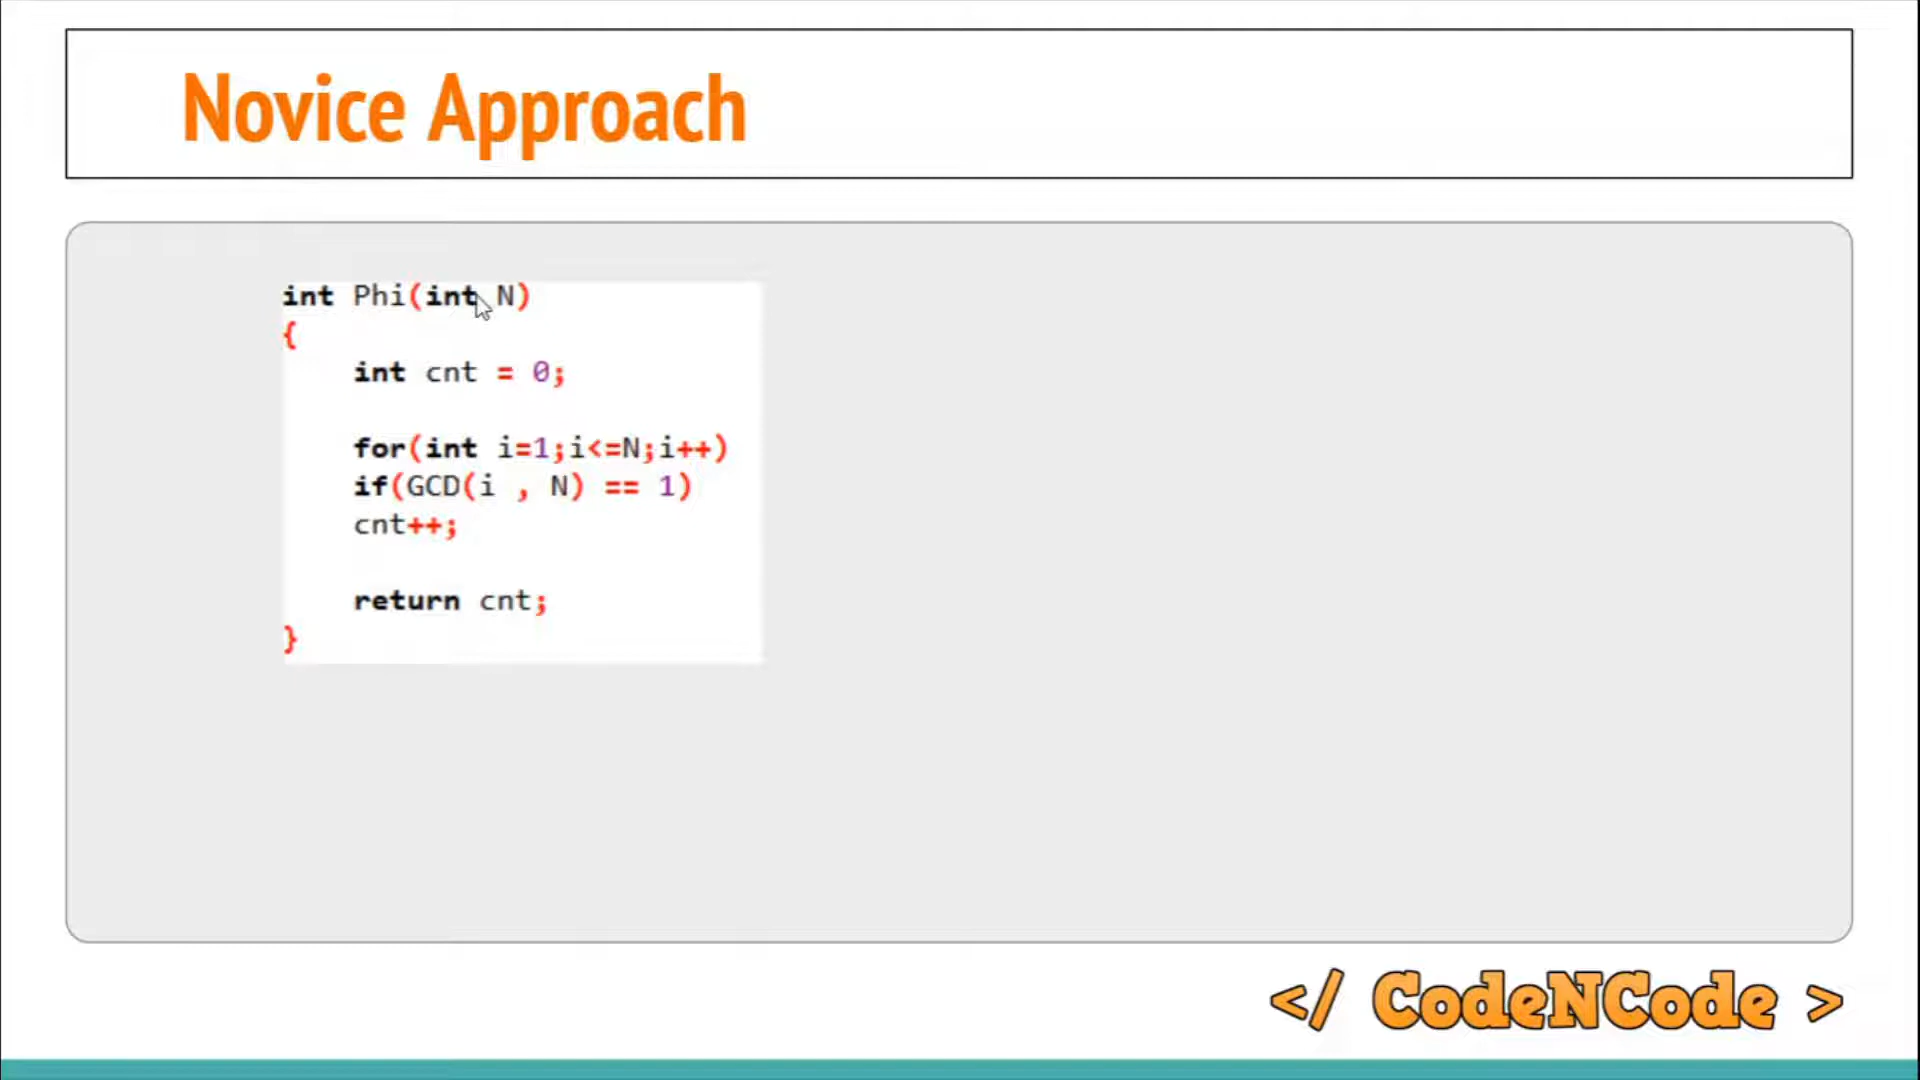 Novice Approach
int Phi(int N)
{
int cnt = 0;
for(int i=1;i<=N;i++)
if(GCD(i , N) == 1)
cnt++;
return cnt;
}
</ CodeNCode >